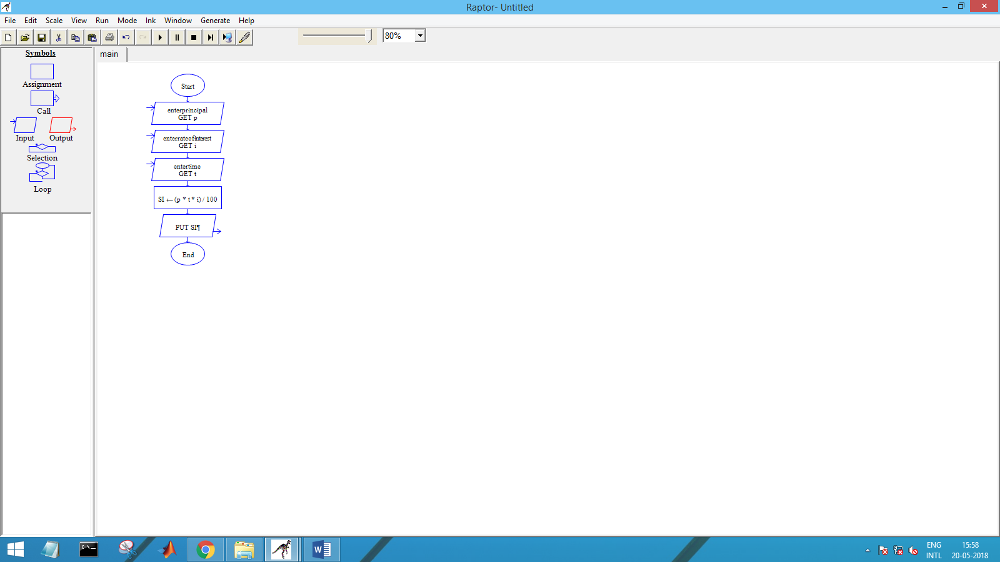 Raptor- Untitled
File Edit Scale View Run Mode Ink Window Generate Help
80%
Symbols
Assignment
Call
Input Output
Selection
Loop
main
Start
enterprincipal
GET p
enterrateofinterest
GET i
entertime
GET t
SI ← (p * t * i) / 100
PUT SI¶
End
C:\_
ENG
INTL
15:58
20-05-2018